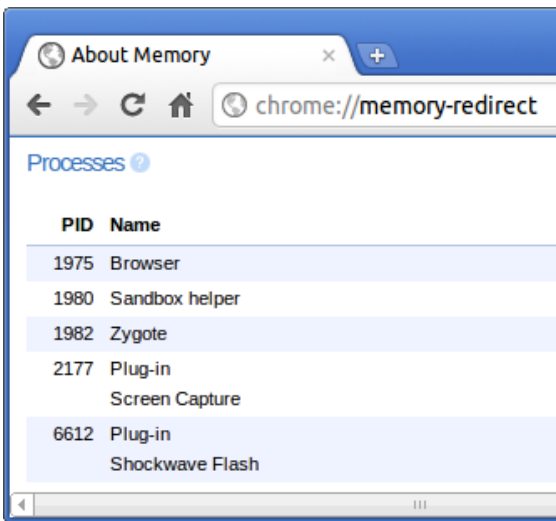 About Memory
chrome://memory-redirect
Processes ?
PID Name
1975 Browser
1980 Sandbox helper
1982 Zygote
2177 Plug-in
Screen Capture
6612 Plug-in
Shockwave Flash